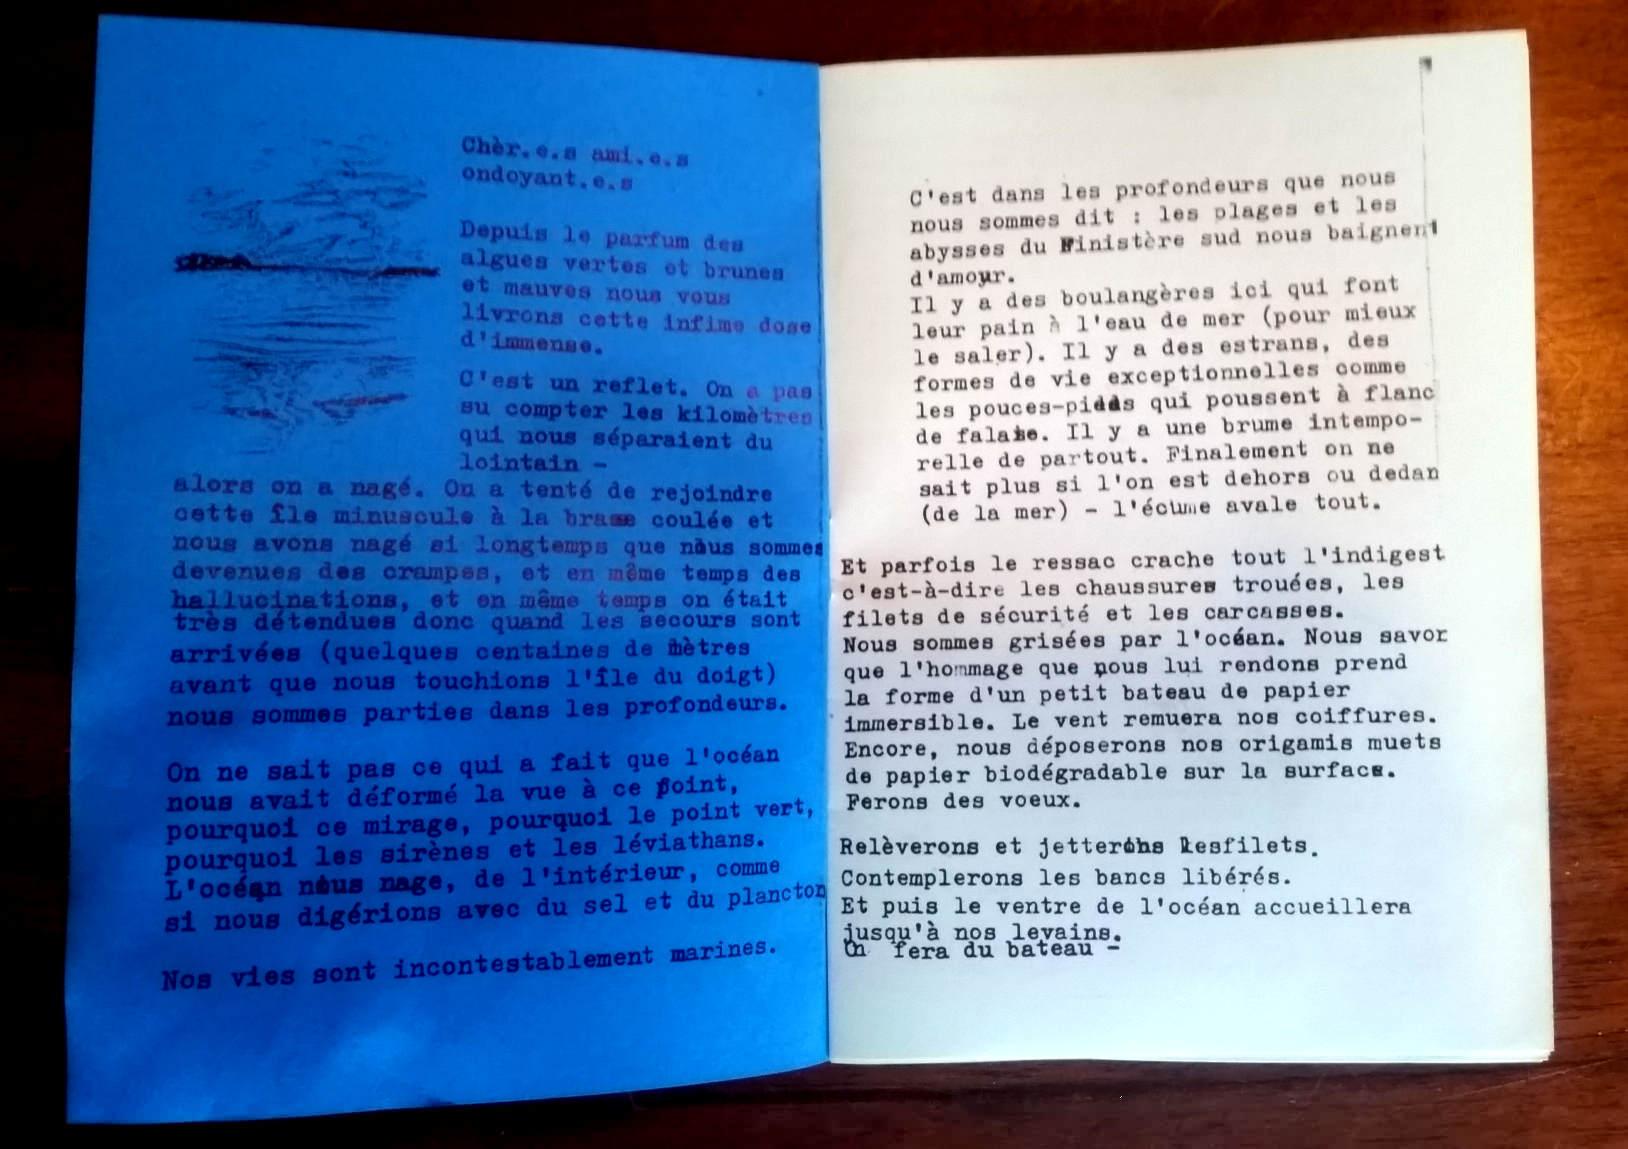 Chèr.e.s ami.e.s
ondoyant.e.s
Depuis le parfum des
algues vertes et brunes
et mauves nous vous
livrons cette infime dose
d'immense.
C'est un reflet. On a pas
su compter les kilomètres
qui nous séparaient du
lointain -
alors on a nagé. On a tenté de rejoindre
cette île minuscule à la brasse coulée et
nous avons nagé si longtemps que nous sommes
devenues des crampes, et en même temps des
hallucinations, et en même temps on était
très détendues donc quand les secours sont
arrivées (quelques centaines de mètres
avant que nous touchions l'île du doigt)
nous sommes parties dans les profondeurs.
On ne sait pas ce qui a fait que l'océan
nous avait déformé la vue à ce point,
pourquoi ce mirage, pourquoi le point vert,
pourquoi les sirènes et les léviathans.
L'océan nous nage, de l'intérieur, comme
si nous digérions avec du sel et du plancton
Nos vies sont incontestablement marines.
C'est dans les profondeurs que nous
nous sommes dit : les plages et les
abysses du Finistère sud nous baignent
d'amour.
Il y a des boulangères ici qui font
leur pain à l'eau de mer (pour mieux
le saler). Il y a des estrans, des
formes de vie exceptionnelles comme
les pouces-pieds qui poussent à flanc
de falaise. Il y a une brume intempo-
relle de partout. Finalement on ne
sait plus si l'on est dehors ou dedan
(de la mer) - l'écume avale tout.
Et parfois le ressac crache tout l'indigest
c'est-à-dire les chaussures trouées, les
filets de sécurité et les carcasses.
Nous sommes grisées par l'océan. Nous savon
que l'hommage que nous lui rendons prend
la forme d'un petit bateau de papier
immersible. Le vent remuera nos coiffures.
Encore, nous déposerons nos origamis muets
de papier biodégradable sur la surface.
Ferons des voeux.
Relèverons et jetterons lesfilets.
Contemplerons les bancs libérés.
Et puis le ventre de l'océan accueillera
jusqu'à nos levains.
On fera du bateau -